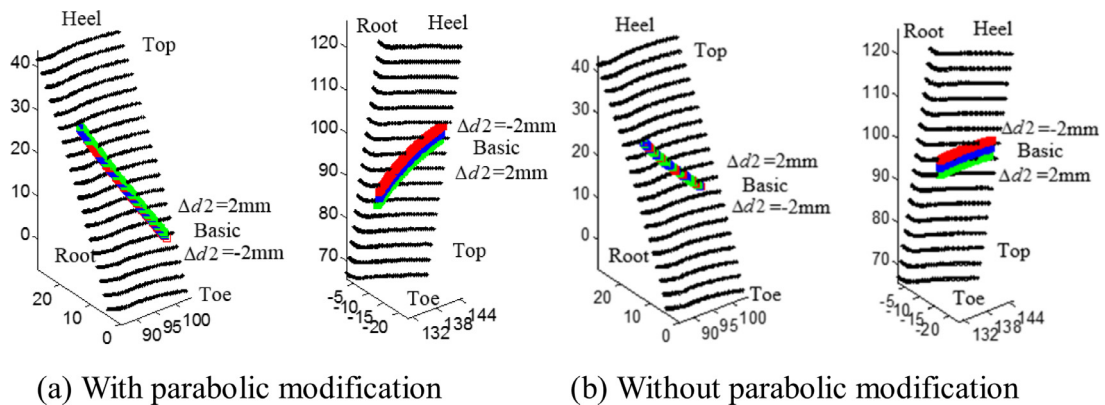 Heel
Top
40
30
20
10
0
Δd2=2mm
Basic
Δd2=-2mm
Root
Toe
20
10
0
90
95
100
Root
Heel
120
110
100
90
80
70
Δd2=-2mm
Basic
Δd2=2mm
Top
Toe
-5
-10
-15
-20
132
138
144
Heel
Top
40
30
20
10
0
Δd2=2mm
Basic
Δd2=-2mm
Root
Toe
20
10
0
90
95
100
Root
Heel
120
110
100
90
80
70
Δd2=-2mm
Basic
Δd2=2mm
Top
Toe
-5
-10
-15
-20
132
138
144
(a) With parabolic modification
(b) Without parabolic modification